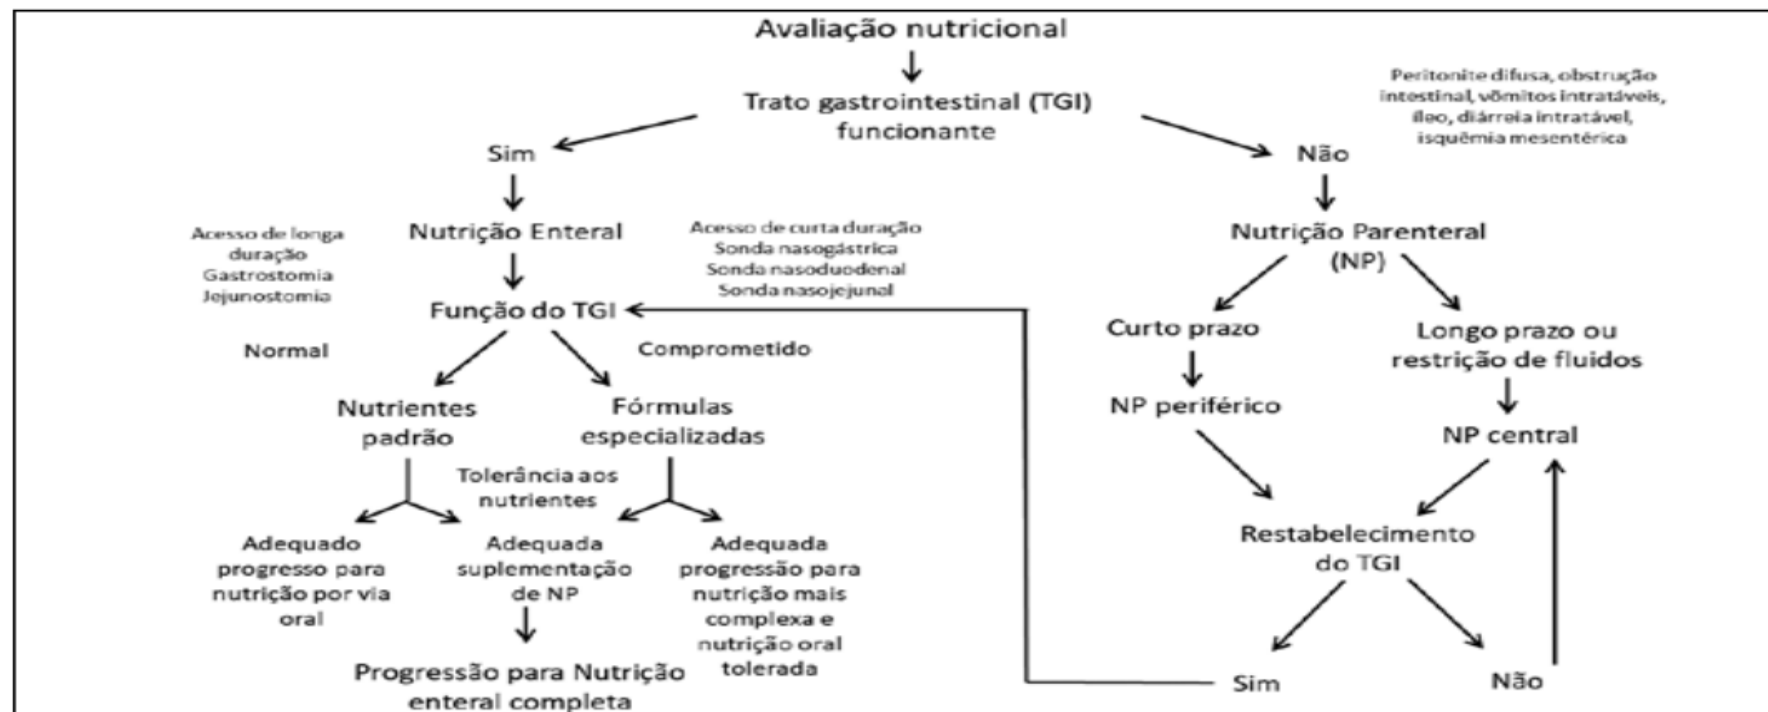 Avaliação nutricional
Trato gastrointestinal (TGI)
funcionante
Peritonite difusa, obstrução
intestinal, vômitos intratáveis,
íleo, diárreia intratável,
isquêmia mesentérica
Sim
Não
Acesso de longa
duração
Gastrostomia
Jejunostomia
Nutrição Enteral
Acesso de curta duração
Sonda nasogástrica
Sonda nasoduodenal
Sonda nasojejunal
Nutrição Parenteral
(NP)
Função do TGI
Normal
Comprometido
Curto prazo
Longo prazo ou
restrição de fluidos
Nutrientes
padrão
Fórmulas
especializadas
NP periférico
NP central
Tolerância aos
nutrientes
Adequado
progresso para
nutrição por via
oral
Adequada
suplementação
de NP
Adequada
progressão para
nutrição mais
complexa e
nutrição oral
tolerada
Restabelecimento
do TGI
Progressão para Nutrição
enteral completa
Sim
Não